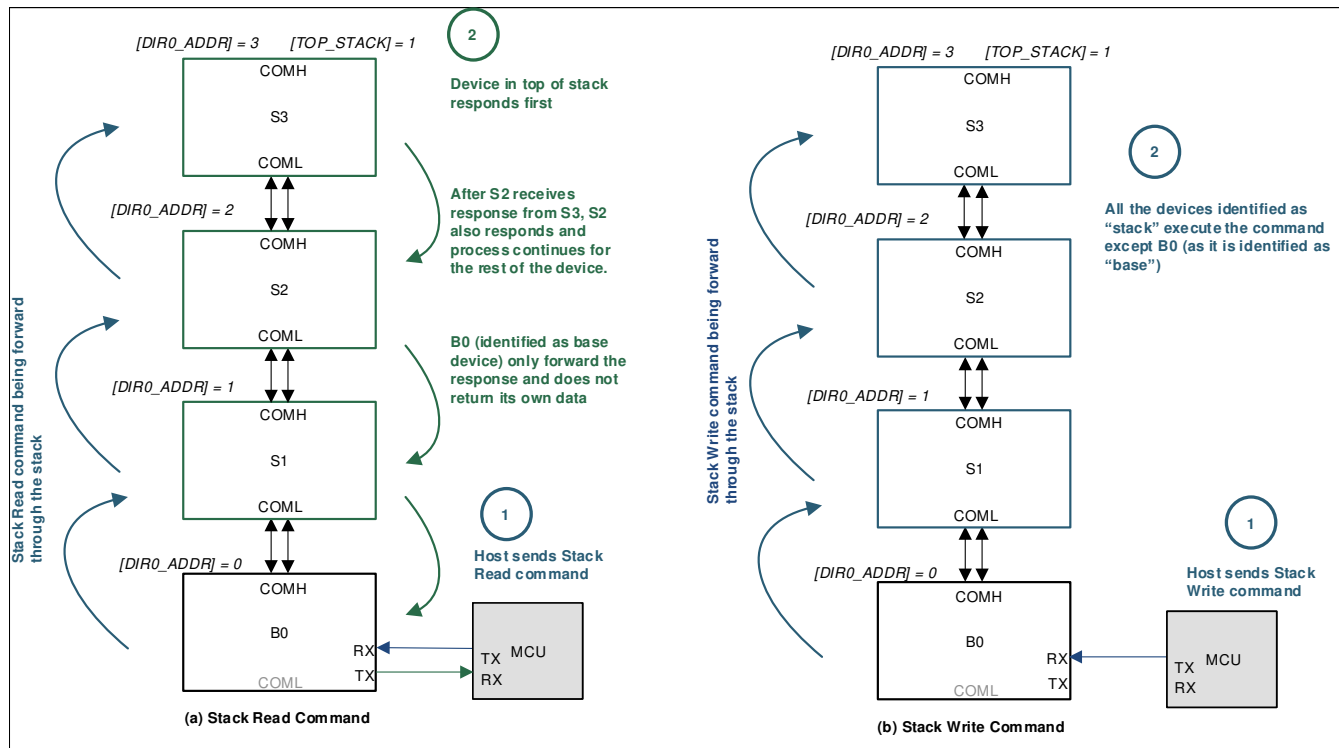 [DIR0_ADDR] = 3
[TOP_STACK] = 1
COMH
S3
COML
2
Device in top of stack
responds first
[DIR0_ADDR] = 2
After S2 receives
response from S3, S2
also responds and
process continues for
the rest of the device.
COMH
S2
COML
[DIR0_ADDR] = 1
B0 (identified as base
device) only forward the
response and does not
return its own data
COMH
S1
COML
Stack Read command being forward
through the stack
1
Host sends Stack
Read command
[DIR0_ADDR] = 0
COMH
B0
RX
TX
COML
TX
RX
MCU
(a) Stack Read Command
[DIR0_ADDR] = 3
[TOP_STACK] = 1
COMH
S3
COML
2
All the devices identified as
“stack” execute the command
except B0 (as it is identified as
“base”)
[DIR0_ADDR] = 2
COMH
S2
COML
[DIR0_ADDR] = 1
COMH
S1
COML
Stack Write command being forward
through the stack
1
Host sends Stack
Write command
[DIR0_ADDR] = 0
COMH
B0
RX
TX
COML
TX
RX
MCU
(b) Stack Write Command